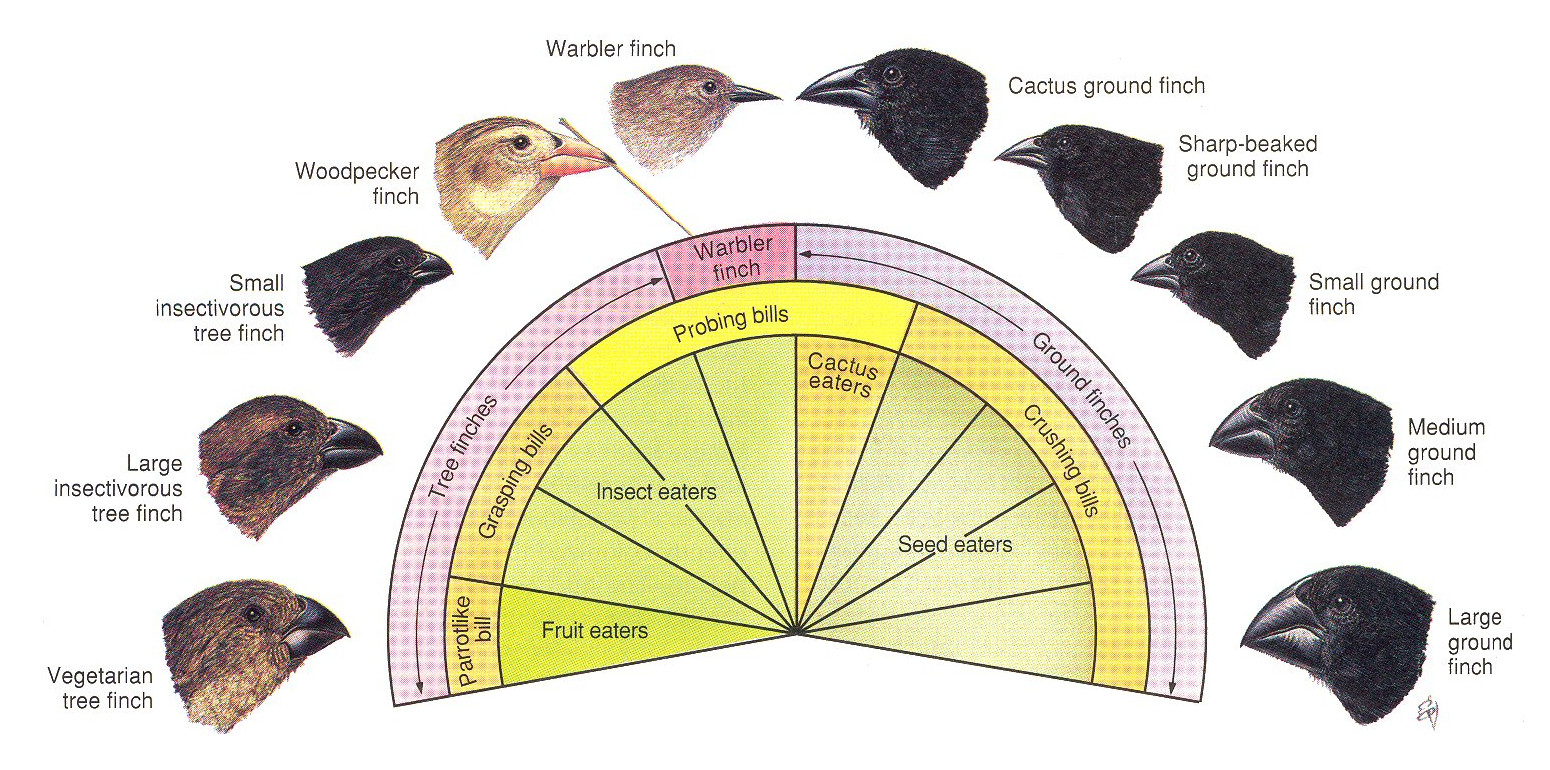 Warbler finch
Cactus ground finch
Sharp-beaked
ground finch
Woodpecker
finch
Small
insectivorous
tree finch
Small ground
finch
Large
insectivorous
tree finch
Medium
ground
finch
Vegetarian
tree finch
Large
ground
finch
Warbler
finch
Tree finches
Ground finches
Probing bills
Grasping bills
Crushing bills
Parrotlike
bill
Cactus
eaters
Insect eaters
Seed eaters
Fruit eaters